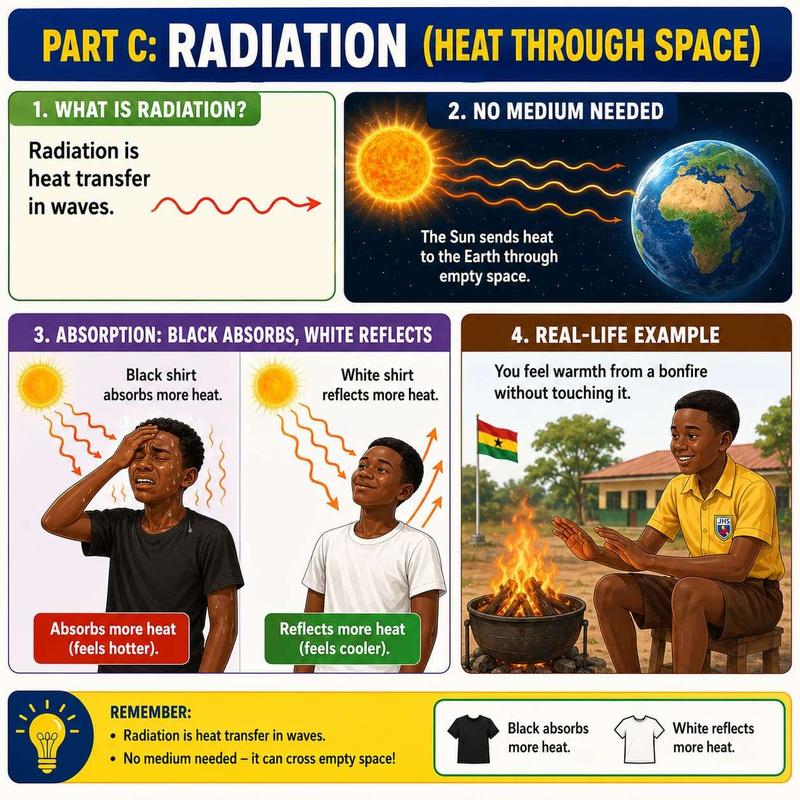 PART C: RADIATION (HEAT THROUGH SPACE)
1. WHAT IS RADIATION?
Radiation is
heat transfer
in waves.
2. NO MEDIUM NEEDED
The Sun sends heat
to the Earth through
empty space.
3. ABSORPTION: BLACK ABSORBS, WHITE REFLECTS
Black shirt
absorbs more heat.
Absorbs more heat
(feels hotter).
White shirt
reflects more heat.
Reflects more heat
(feels cooler).
4. REAL-LIFE EXAMPLE
You feel warmth from a bonfire
without touching it.
JHS
REMEMBER:
• Radiation is heat transfer in waves.
• No medium needed – it can cross empty space!
Black absorbs
more heat.
White reflects
more heat.